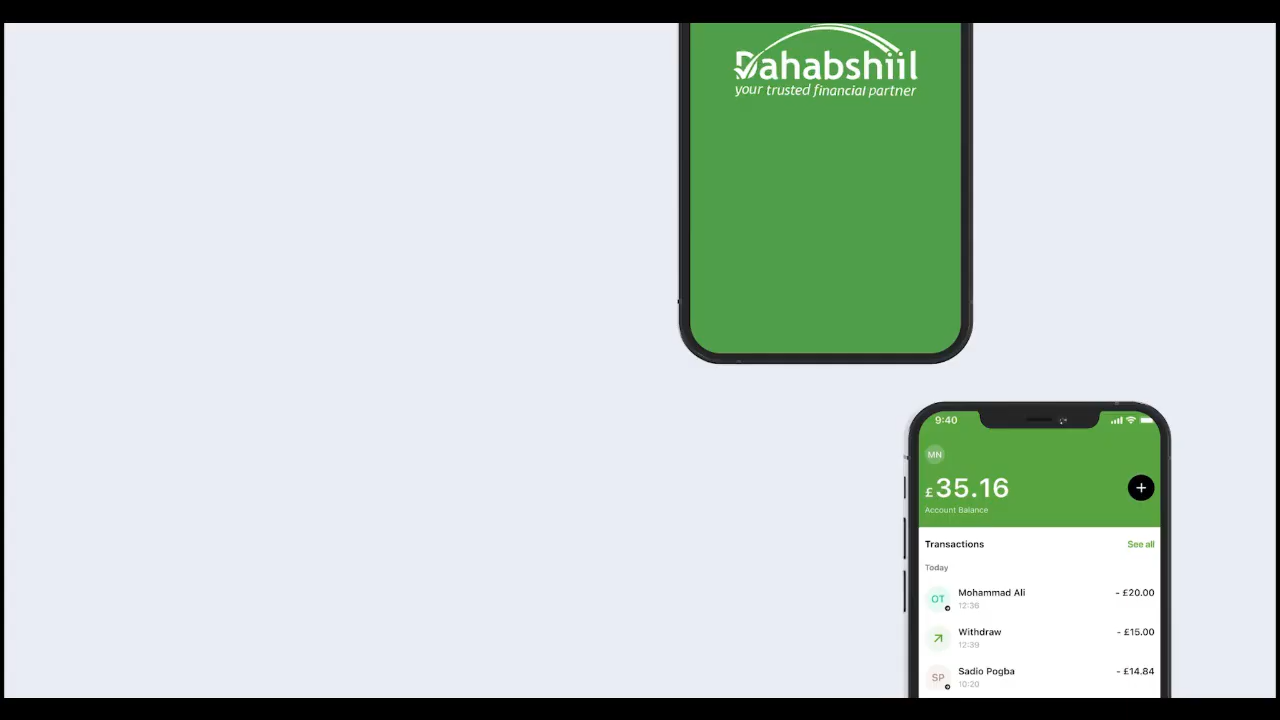 Dahabshiil
your trusted financial partner
9:40
MN
£35.16
Account Balance
Transactions
See all
Today
OT
Mohammad Ali
- £20.00
12:36
Withdraw
- £15.00
12:39
SP
Sadio Pogba
- £14.84
10:20